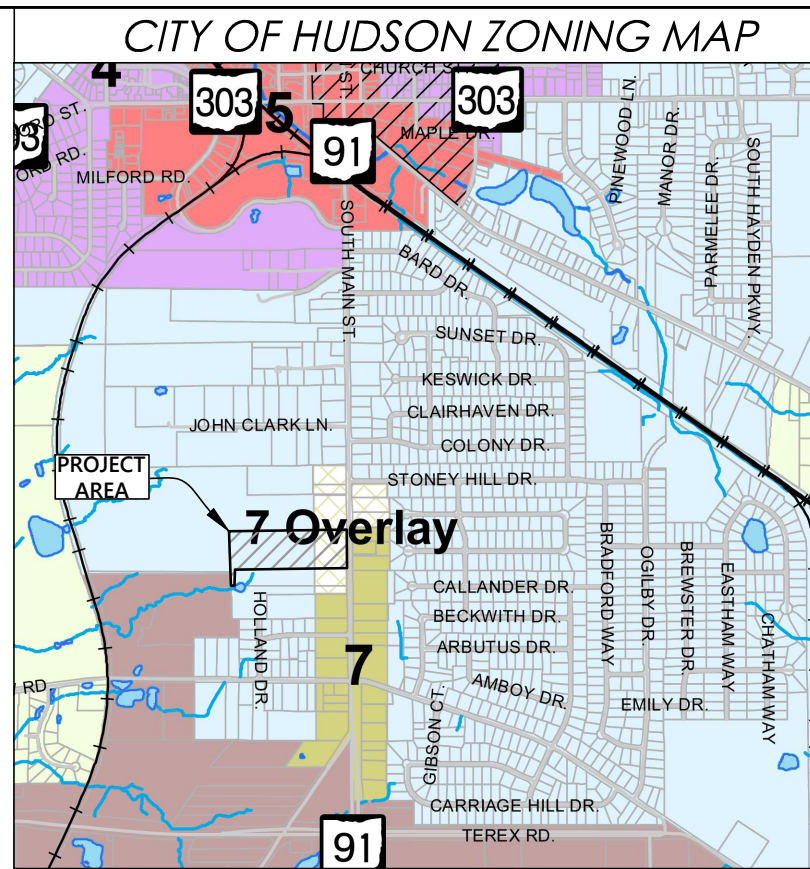 CITY OF HUDSON ZONING MAP
4
CHURCH ST.
ST.
303
5
303
MAPLE DR.
91
MILFORD RD.
PINEWOOD LN.
MANOR DR.
PARMELEE DR.
SOUTH HAYDEN PKWY.
SOUTH MAIN ST.
BARD DR.
SUNSET DR.
KESWICK DR.
CLAIRHAVEN DR.
JOHN CLARK LN.
COLONY DR.
PROJECT
AREA
STONEY HILL DR.
7 Overlay
BRADFORD WAY
OGILBY DR.
BREWSTER DR.
EASTHAM WAY
CHATHAM WAY
CALLANDER DR.
BECKWITH DR.
HOLLAND DR.
ARBUTUS DR.
7
RD.
AMBOY DR.
GIBSON CT.
EMILY DR.
CARRIAGE HILL DR.
TEREX RD.
91